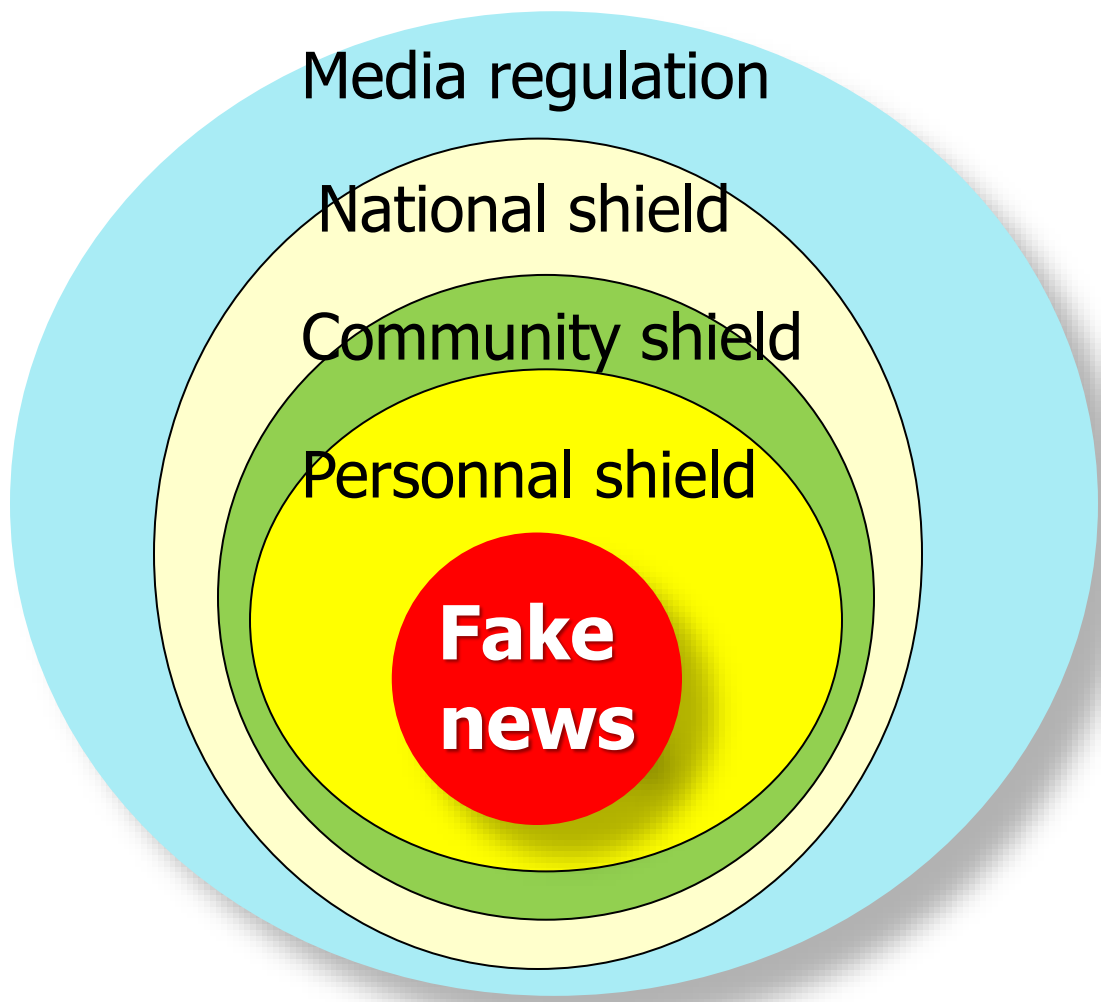 Media regulation
National shield
Community shield
Personnal shield
Fake
news